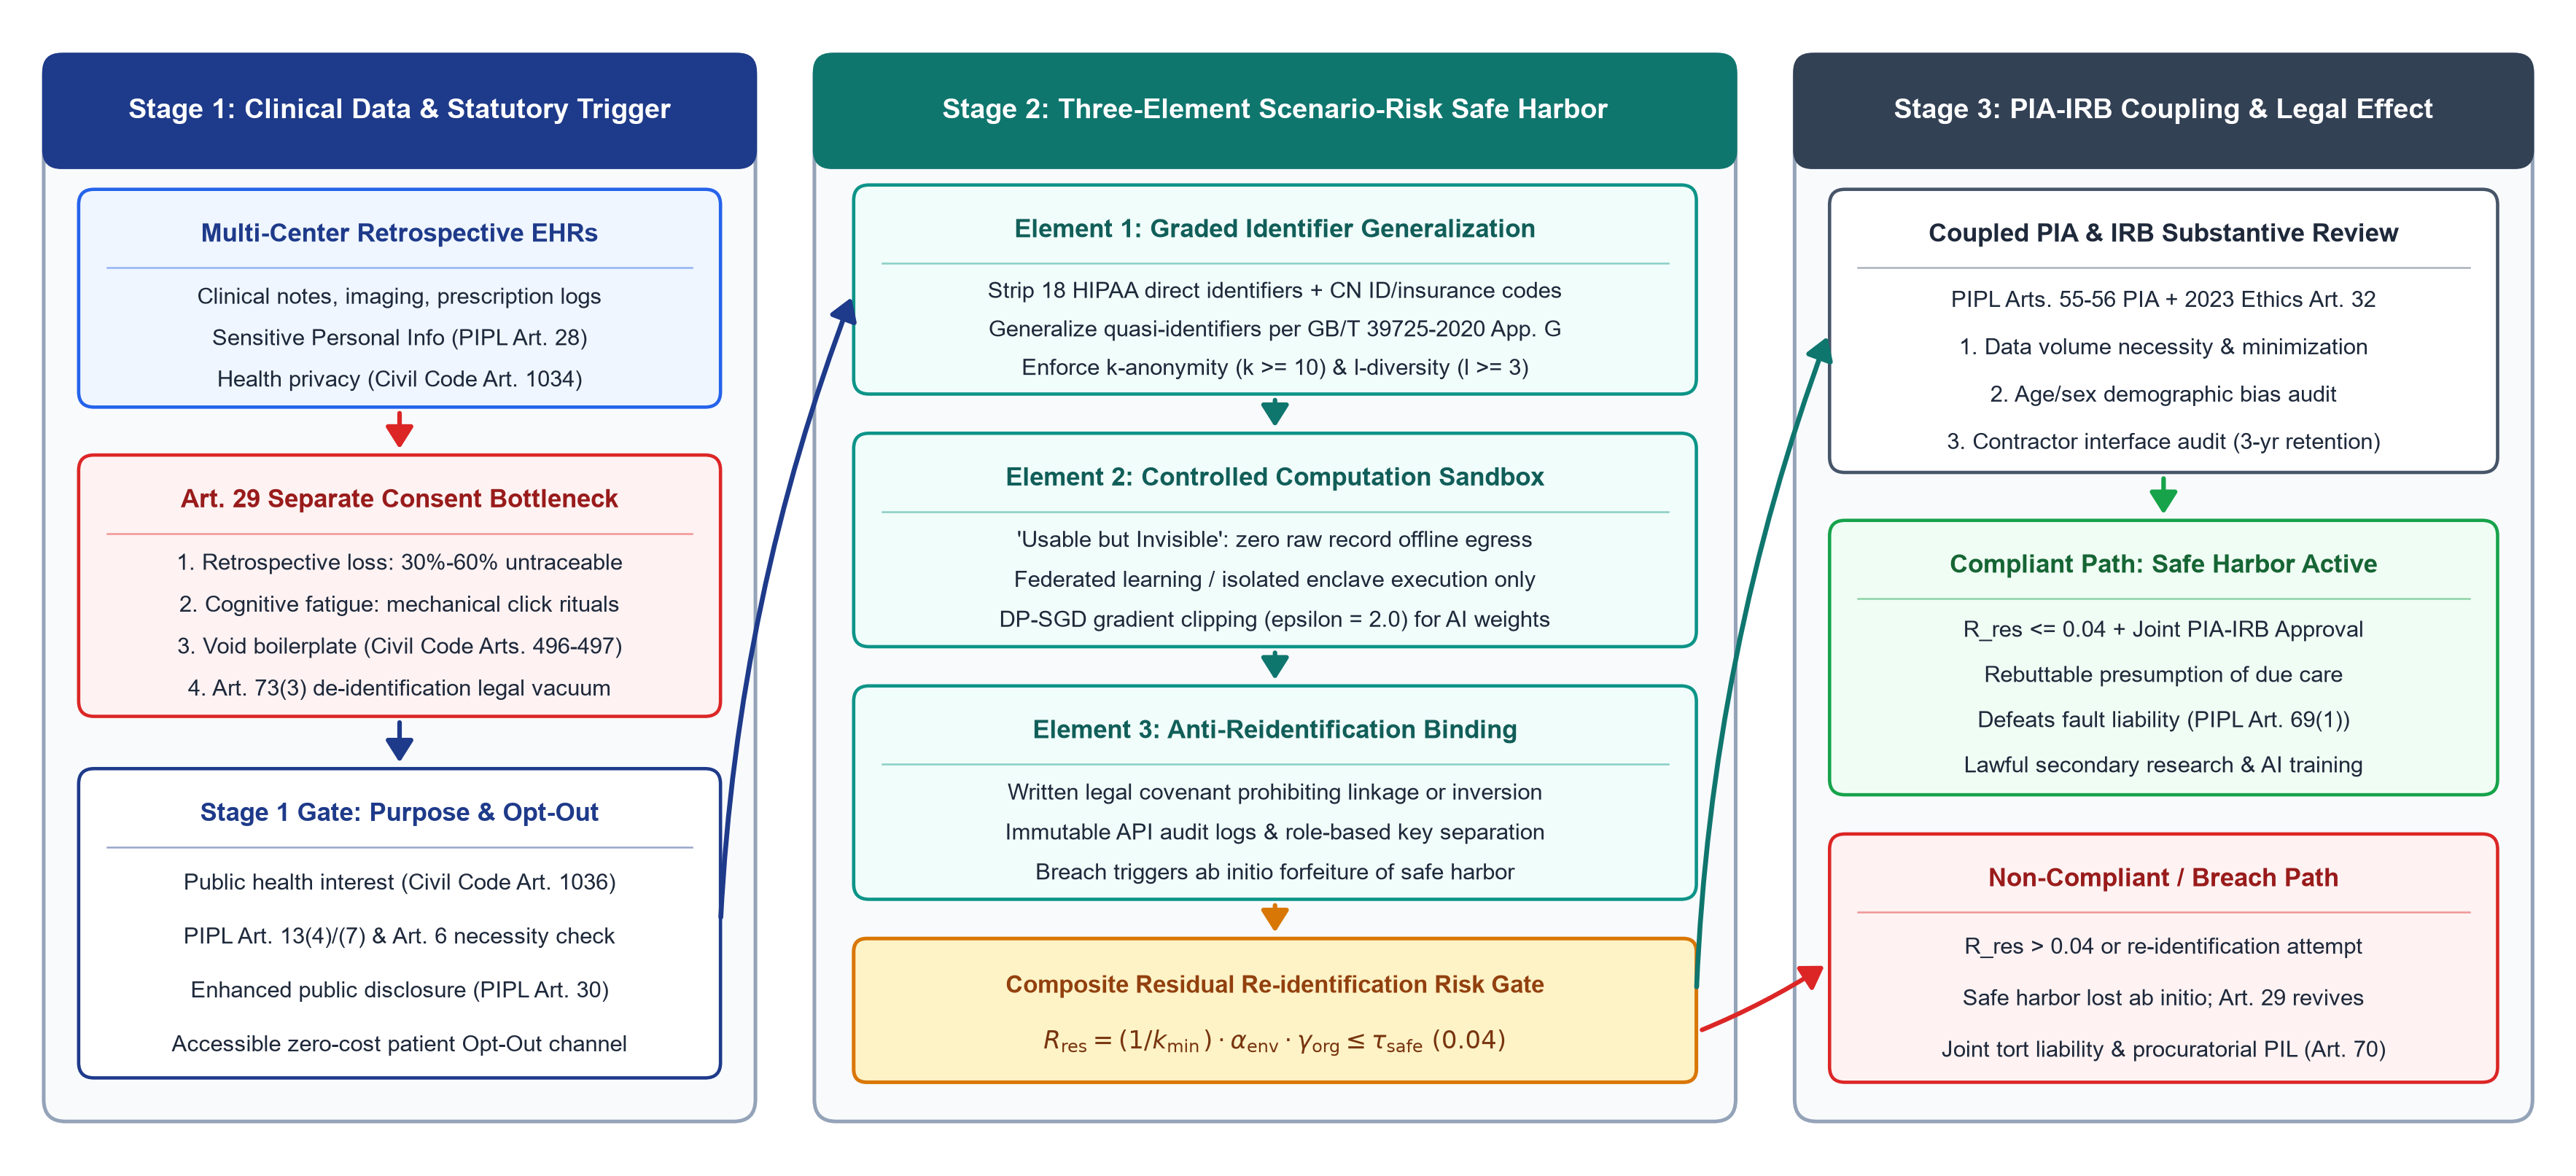 Stage 1: Clinical Data & Statutory Trigger
Multi-Center Retrospective EHRs
Clinical notes, imaging, prescription logs
Sensitive Personal Info (PIPL Art. 28)
Health privacy (Civil Code Art. 1034)
Art. 29 Separate Consent Bottleneck
1. Retrospective loss: 30%-60% untraceable
2. Cognitive fatigue: mechanical click rituals
3. Void boilerplate (Civil Code Arts. 496-497)
4. Art. 73(3) de-identification legal vacuum
Stage 1 Gate: Purpose & Opt-Out
Public health interest (Civil Code Art. 1036)
PIPL Art. 13(4)/(7) & Art. 6 necessity check
Enhanced public disclosure (PIPL Art. 30)
Accessible zero-cost patient Opt-Out channel
Stage 2: Three-Element Scenario-Risk Safe Harbor
Element 1: Graded Identifier Generalization
Strip 18 HIPAA direct identifiers + CN ID/insurance codes
Generalize quasi-identifiers per GB/T 39725-2020 App. G
Enforce k-anonymity (k >= 10) & l-diversity (l >= 3)
Element 2: Controlled Computation Sandbox
'Usable but Invisible': zero raw record offline egress
Federated learning / isolated enclave execution only
DP-SGD gradient clipping (epsilon = 2.0) for AI weights
Element 3: Anti-Reidentification Binding
Written legal covenant prohibiting linkage or inversion
Immutable API audit logs & role-based key separation
Breach triggers ab initio forfeiture of safe harbor
Composite Residual Re-identification Risk Gate
R_res = (1/k_min) · α_env · γ_org ≤ τ_safe (0.04)
Stage 3: PIA-IRB Coupling & Legal Effect
Coupled PIA & IRB Substantive Review
PIPL Arts. 55-56 PIA + 2023 Ethics Art. 32
1. Data volume necessity & minimization
2. Age/sex demographic bias audit
3. Contractor interface audit (3-yr retention)
Compliant Path: Safe Harbor Active
R_res <= 0.04 + Joint PIA-IRB Approval
Rebuttable presumption of due care
Defeats fault liability (PIPL Art. 69(1))
Lawful secondary research & AI training
Non-Compliant / Breach Path
R_res > 0.04 or re-identification attempt
Safe harbor lost ab initio; Art. 29 revives
Joint tort liability & procuratorial PIL (Art. 70)